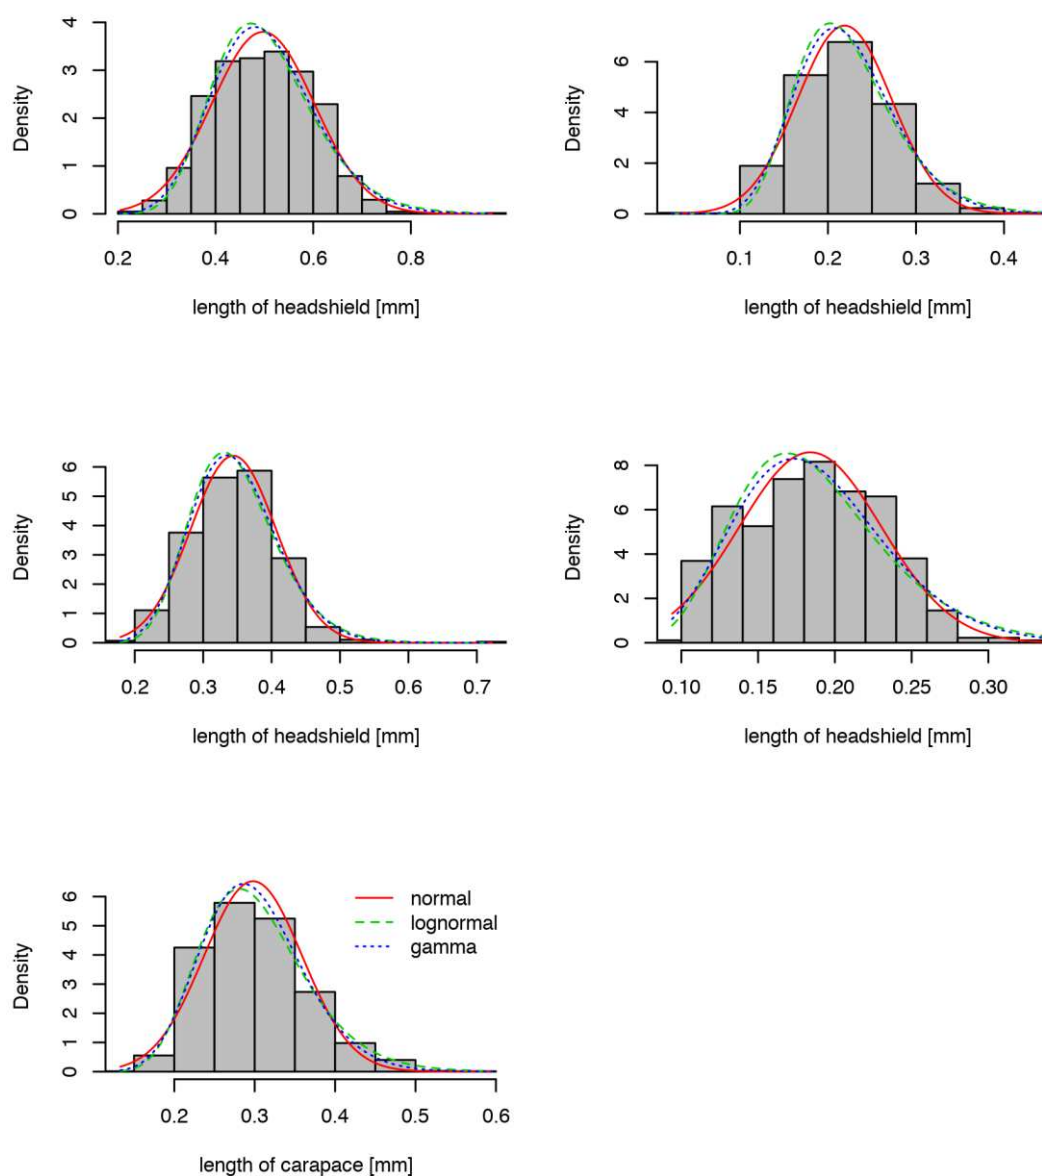 Density
4
3
2
1
0
0.2 0.4 0.6 0.8
length of headshield [mm]
Density
6
4
2
0
0.1 0.2 0.3 0.4
length of headshield [mm]
Density
6
5
4
3
2
1
0
0.2 0.3 0.4 0.5 0.6 0.7
length of headshield [mm]
Density
8
6
4
2
0
0.10 0.15 0.20 0.25 0.30
length of headshield [mm]
Density
6
5
4
3
2
1
0
normal
lognormal
gamma
0.2 0.3 0.4 0.5 0.6
length of carapace [mm]